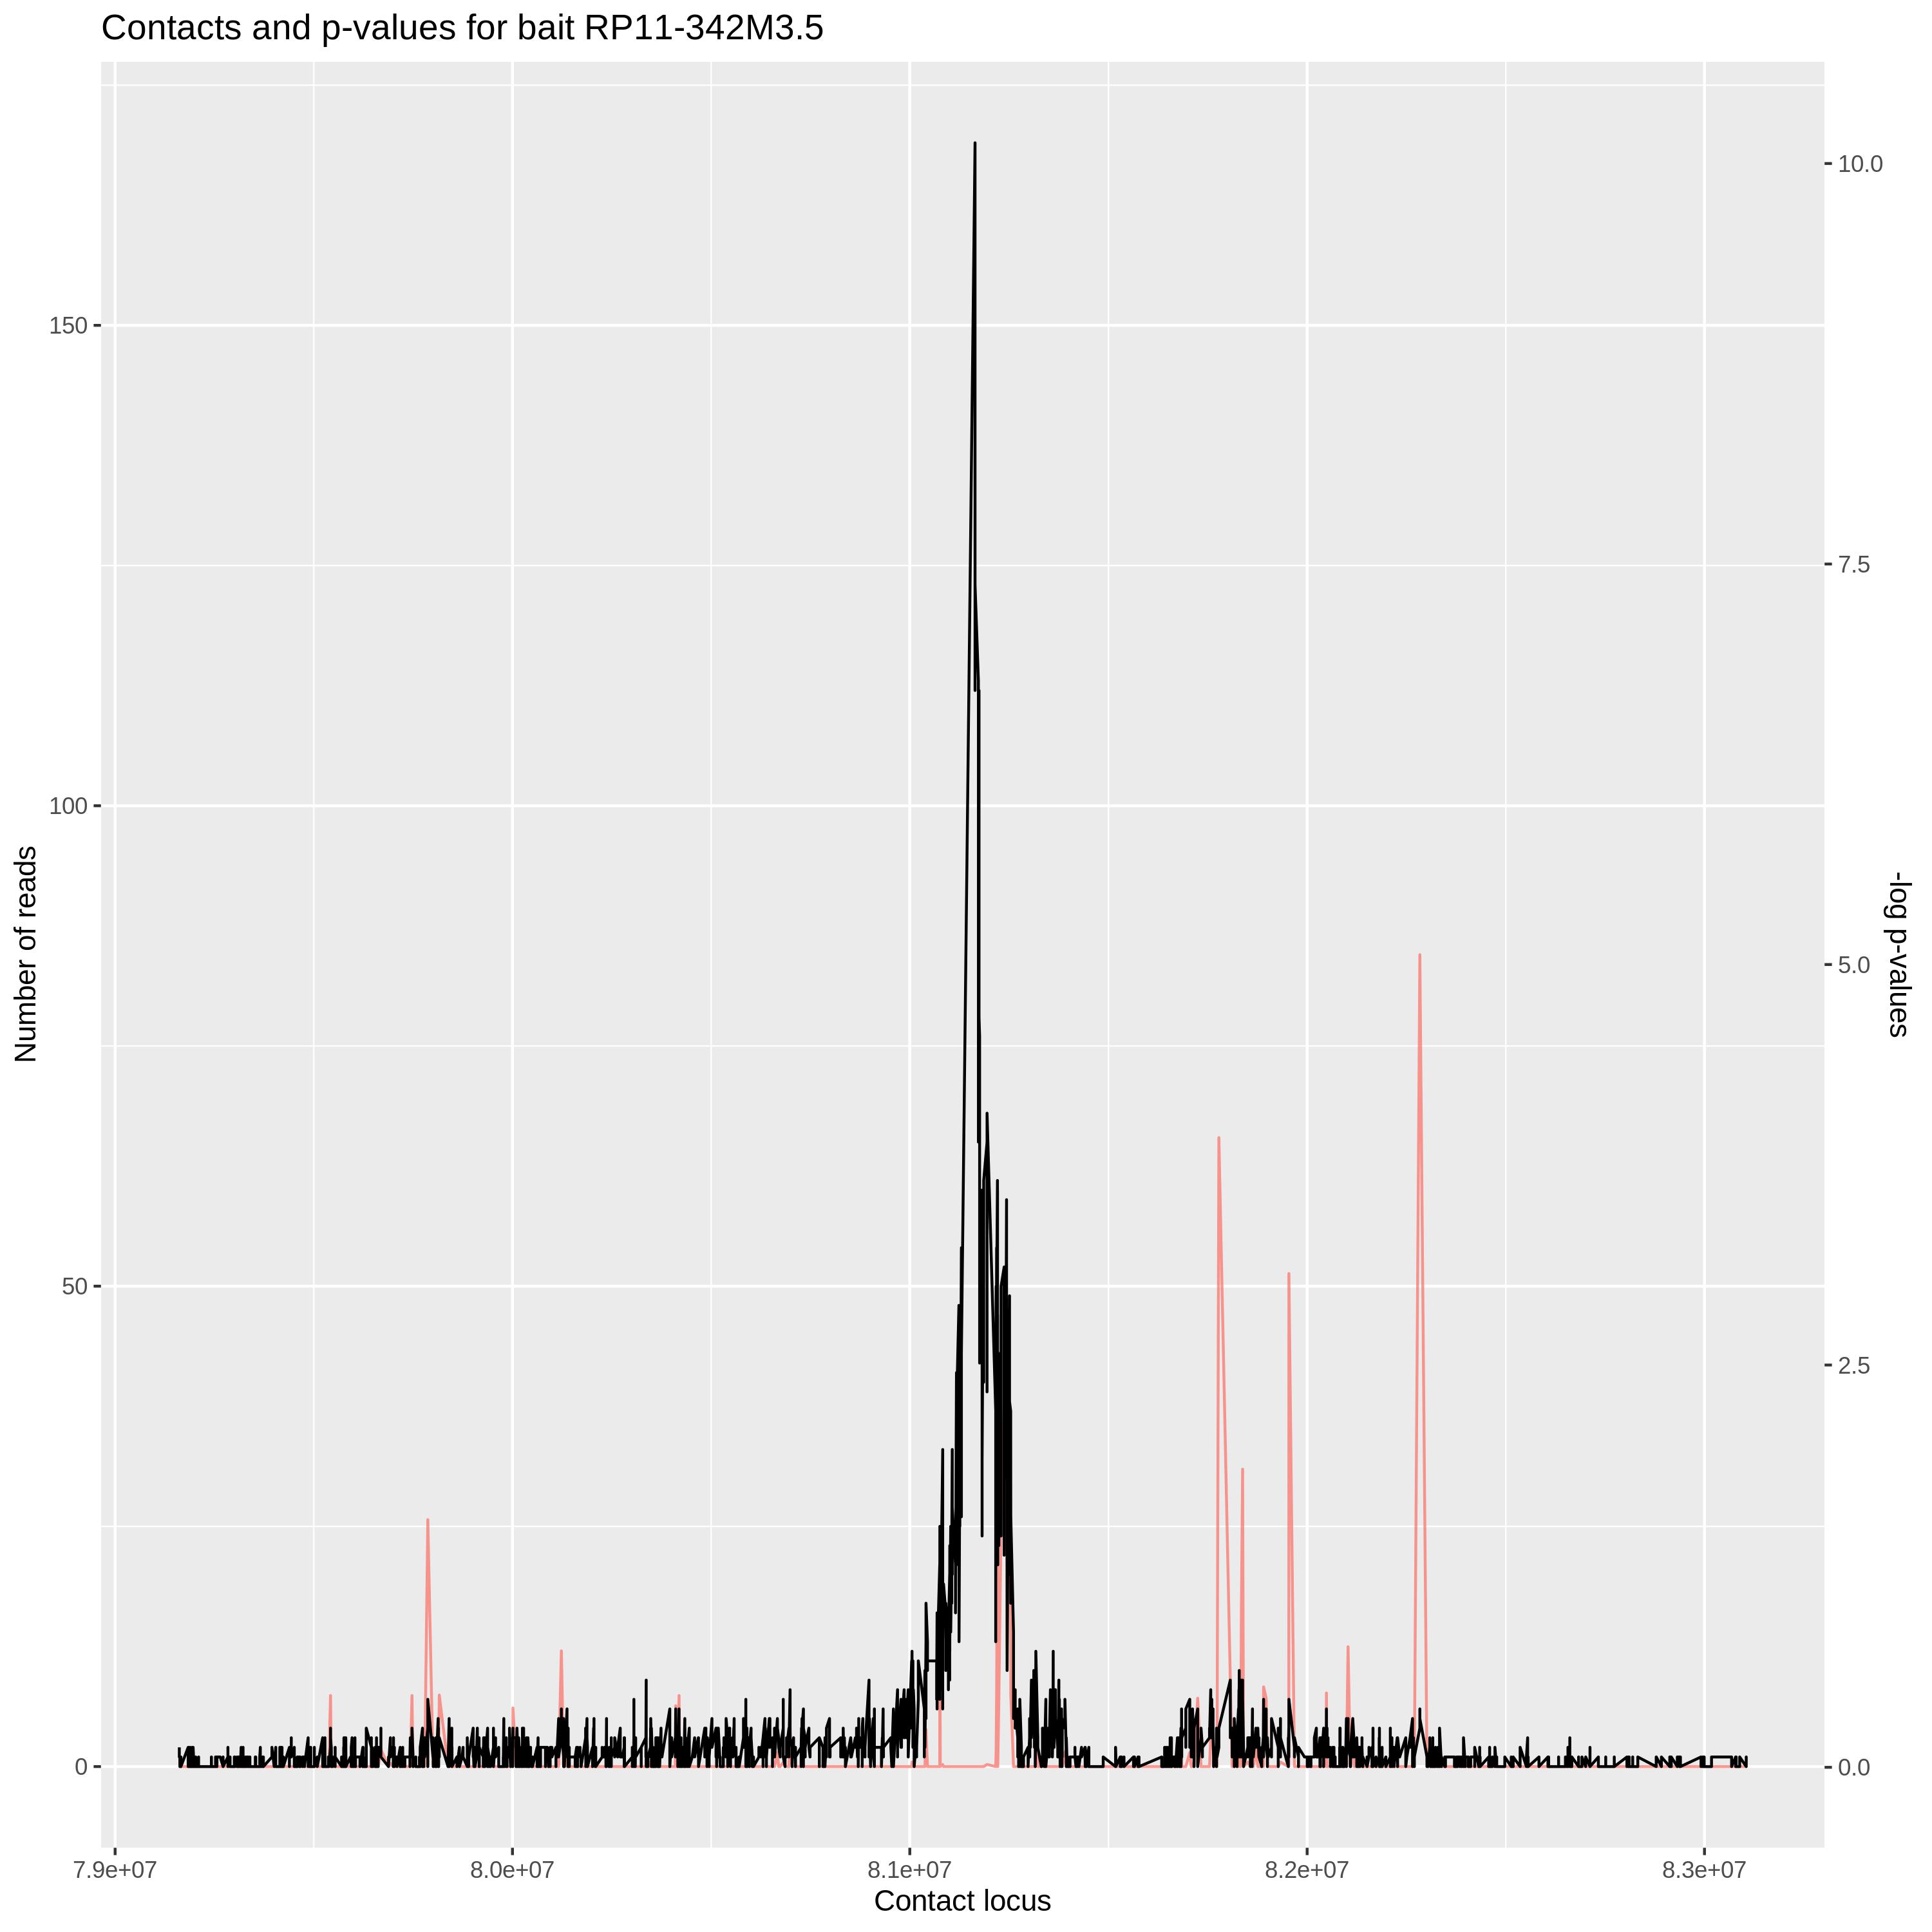 Contacts and p-values for bait RP11-342M3.5
150
100
50
0
Number of reads
10.0
7.5
5.0
2.5
0.0
-log p-values
7.9e+07
8.0e+07
8.1e+07
8.2e+07
8.3e+07
Contact locus